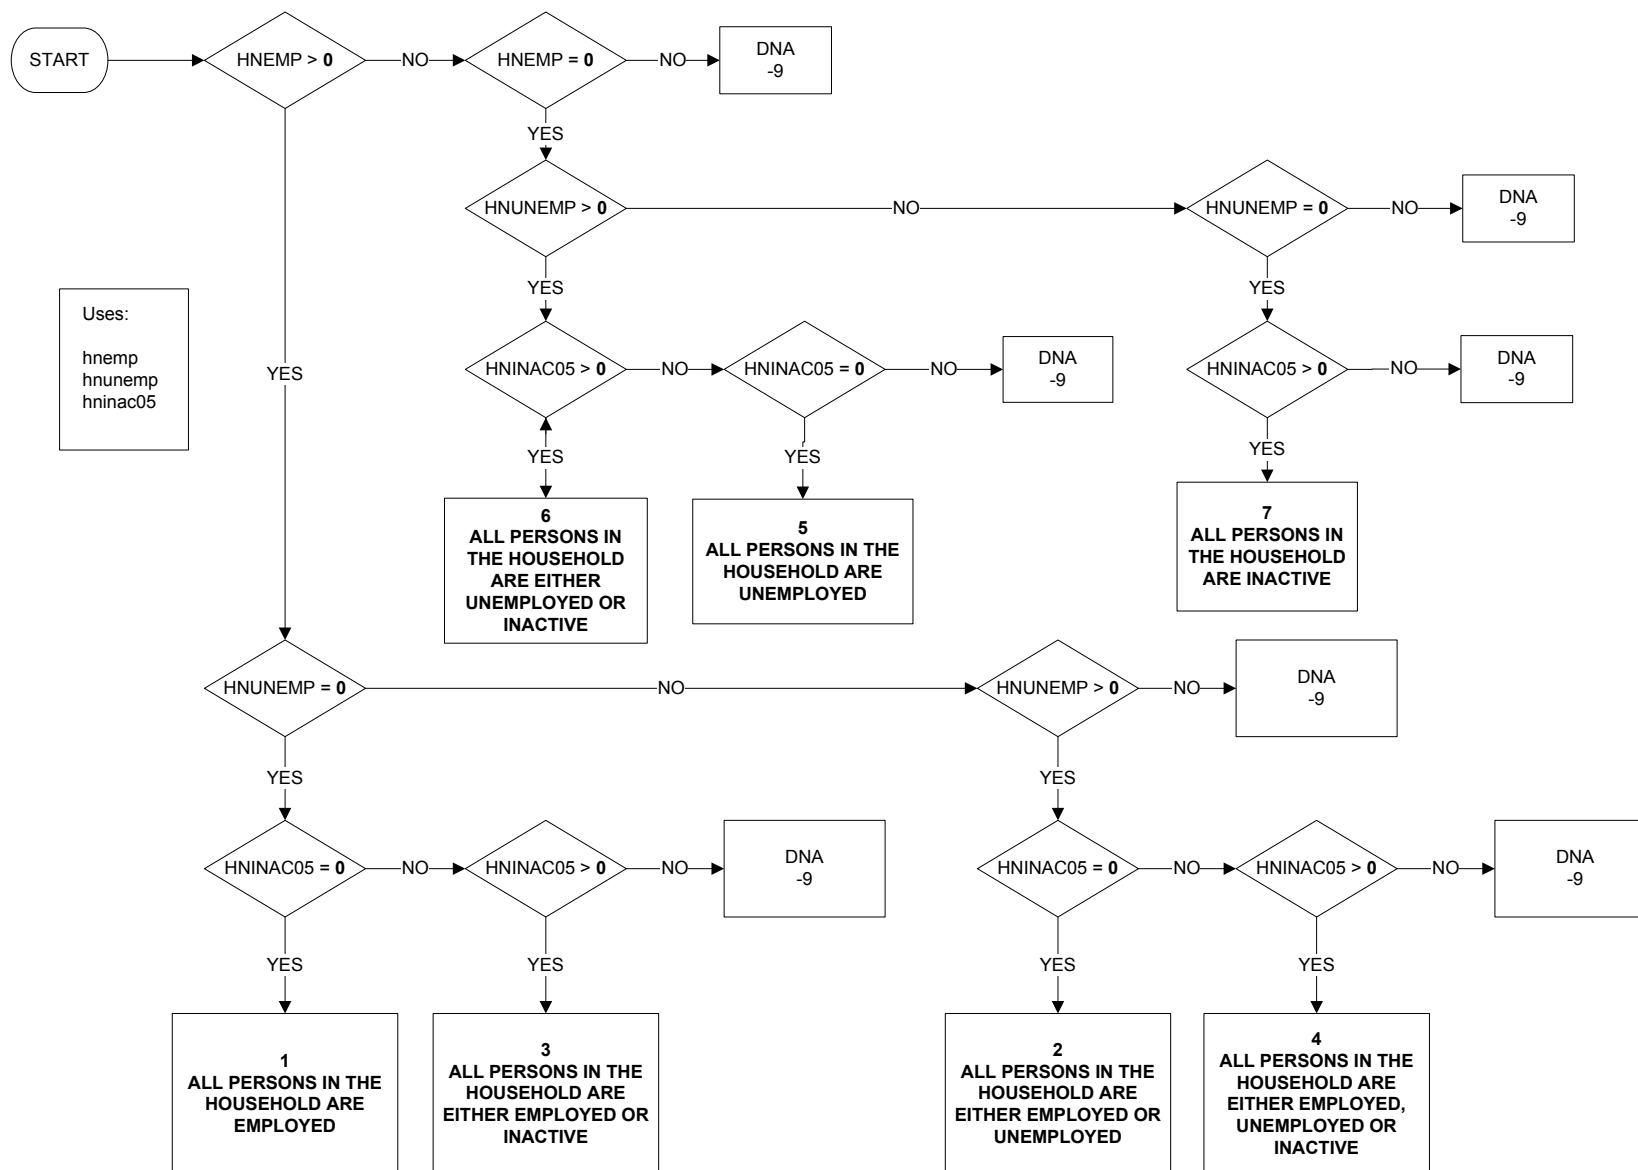 START
HNEMP > 0
NO
HNEMP = 0
NO
DNA
-9
YES
YES
HNUNEMP > 0
NO
HNUNEMP = 0
NO
DNA
-9
YES
YES
Uses:
hnemp
hnunemp
hninac05
HNINAC05 > 0
NO
HNINAC05 = 0
NO
DNA
-9
HNINAC05 > 0
NO
DNA
-9
YES
YES
YES
6
ALL PERSONS IN
THE HOUSEHOLD
ARE EITHER
UNEMPLOYED OR
INACTIVE
5
ALL PERSONS IN THE
HOUSEHOLD ARE
UNEMPLOYED
7
ALL PERSONS IN
THE HOUSEHOLD
ARE INACTIVE
HNUNEMP = 0
NO
HNUNEMP > 0
NO
DNA
-9
YES
YES
HNINAC05 = 0
NO
HNINAC05 > 0
NO
DNA
-9
HNINAC05 = 0
NO
HNINAC05 > 0
NO
DNA
-9
YES
YES
YES
YES
1
ALL PERSONS IN THE
HOUSEHOLD ARE
EMPLOYED
3
ALL PERSONS IN THE
HOUSEHOLD ARE
EITHER EMPLOYED OR
INACTIVE
2
ALL PERSONS IN THE
HOUSEHOLD ARE
EITHER EMPLOYED OR
UNEMPLOYED
4
ALL PERSONS IN THE
HOUSEHOLD ARE
EITHER EMPLOYED,
UNEMPLOYED OR
INACTIVE